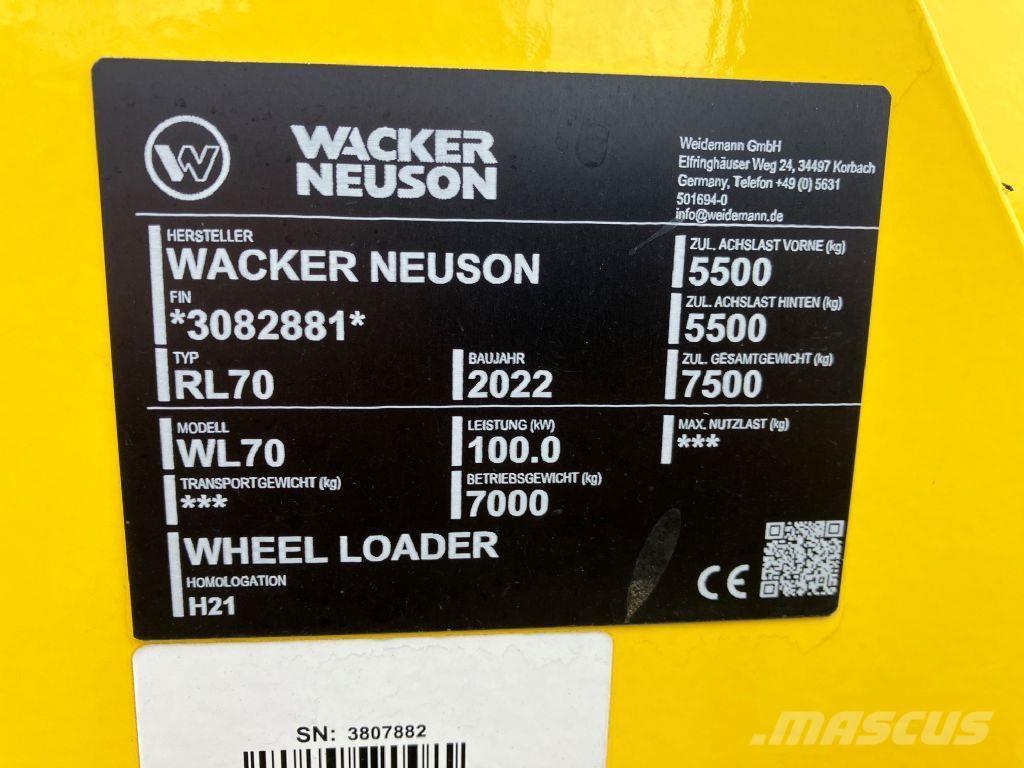 W
WACKER
NEUSON
Weidemann GmbH
Elfringhäuser Weg 24, 34497 Korbach
Germany, Telefon +49 (0) 5631
501694-0
info@weidemann.de
HERSTELLER
WACKER NEUSON
FIN
*3082881*
TYP
RL70
BAUJAHR
2022
ZUL. ACHSLAST VORNE (kg)
5500
ZUL. ACHSLAST HINTEN (kg)
5500
ZUL. GESAMTGEWICHT (kg)
7500
MODELL
WL70
LEISTUNG (kW)
100.0
MAX. NUTZLAST (kg)
***
TRANSPORTGEWICHT (kg)
***
BETRIEBSGEWICHT (kg)
7000
WHEEL LOADER
HOMOLOGATION
H21
CE
SN: 3807882
MASCUS